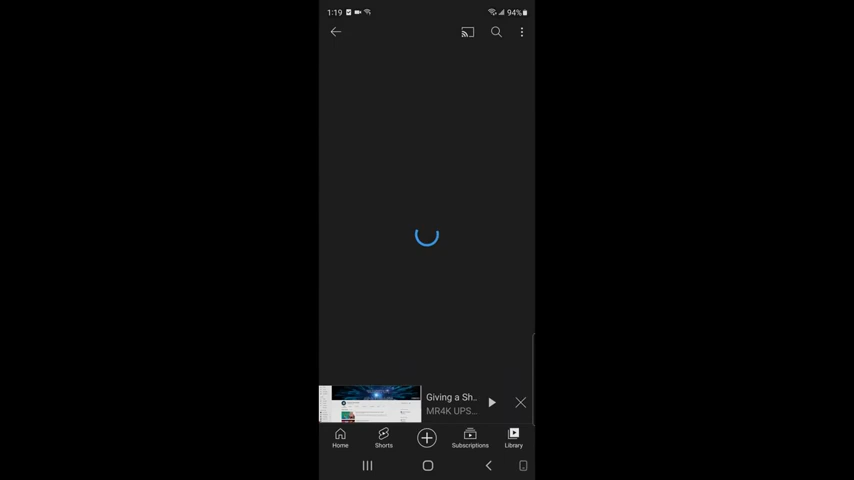 1:19
94%
Giving a Sh..
MR4K UPS...
Home
Shorts
Subscriptions
Library